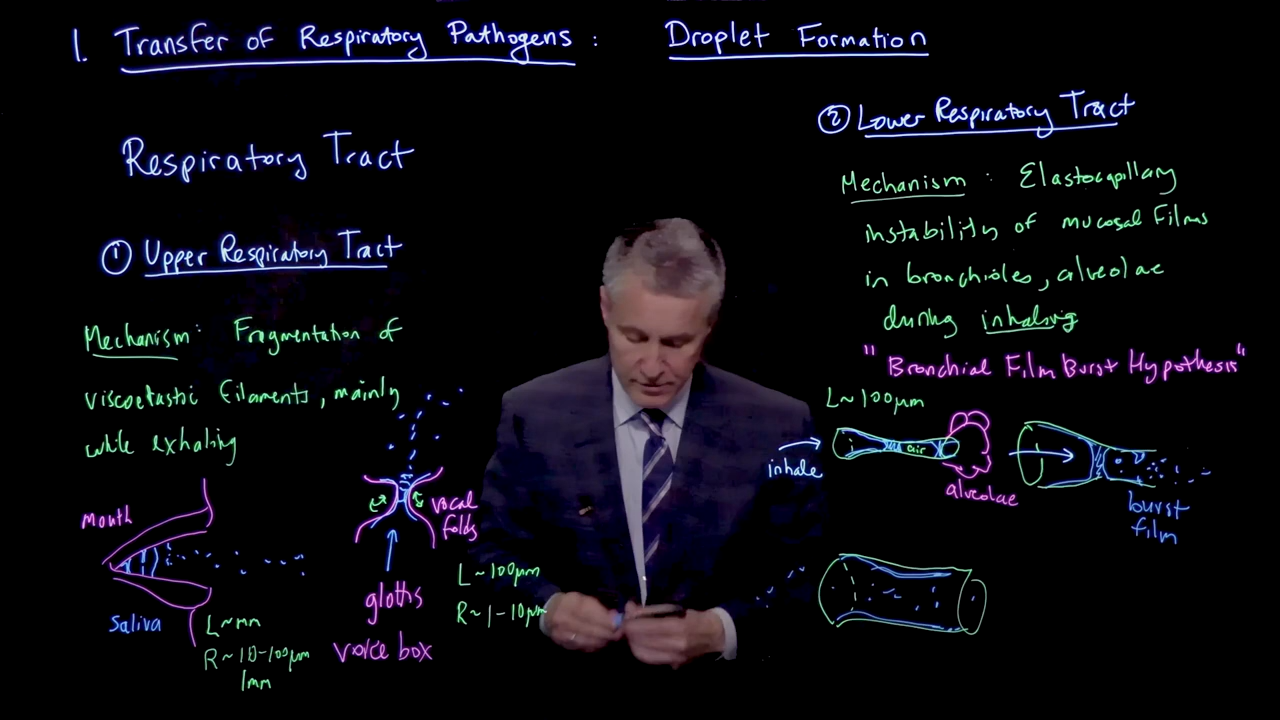 1. Transfer of Respiratory Pathogens : Droplet Formation
Respiratory Tract
① Upper Respiratory Tract
Mechanism: Fragmentation of
viscoelastic filaments, mainly
while exhaling
Mouth
Saliva
L~mm
R~10-100μm
1mm
vocal
folds
glottis
voice box
L~100μm
R~1-10μm
② Lower Respiratory Tract
Mechanism : Elastocapillary
instability of mucosal films
in bronchioles, alveolae
during inhaling
"Bronchial Film Burst Hypothesis"
L~100μm
inhale
air
alveolae
burst
film